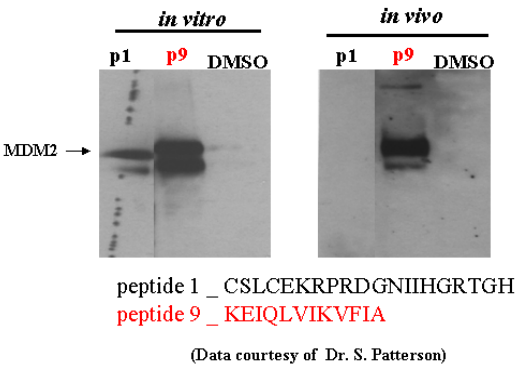 in vitro in vivo
p1 p9 DMSO p1 p9 DMSO
MDM2
peptide 1 _ CSLCEKRPRDGNIIHGRTGH
peptide 9 _ KEIQLVIKVFIA
(Data courtesy of Dr. S. Patterson)